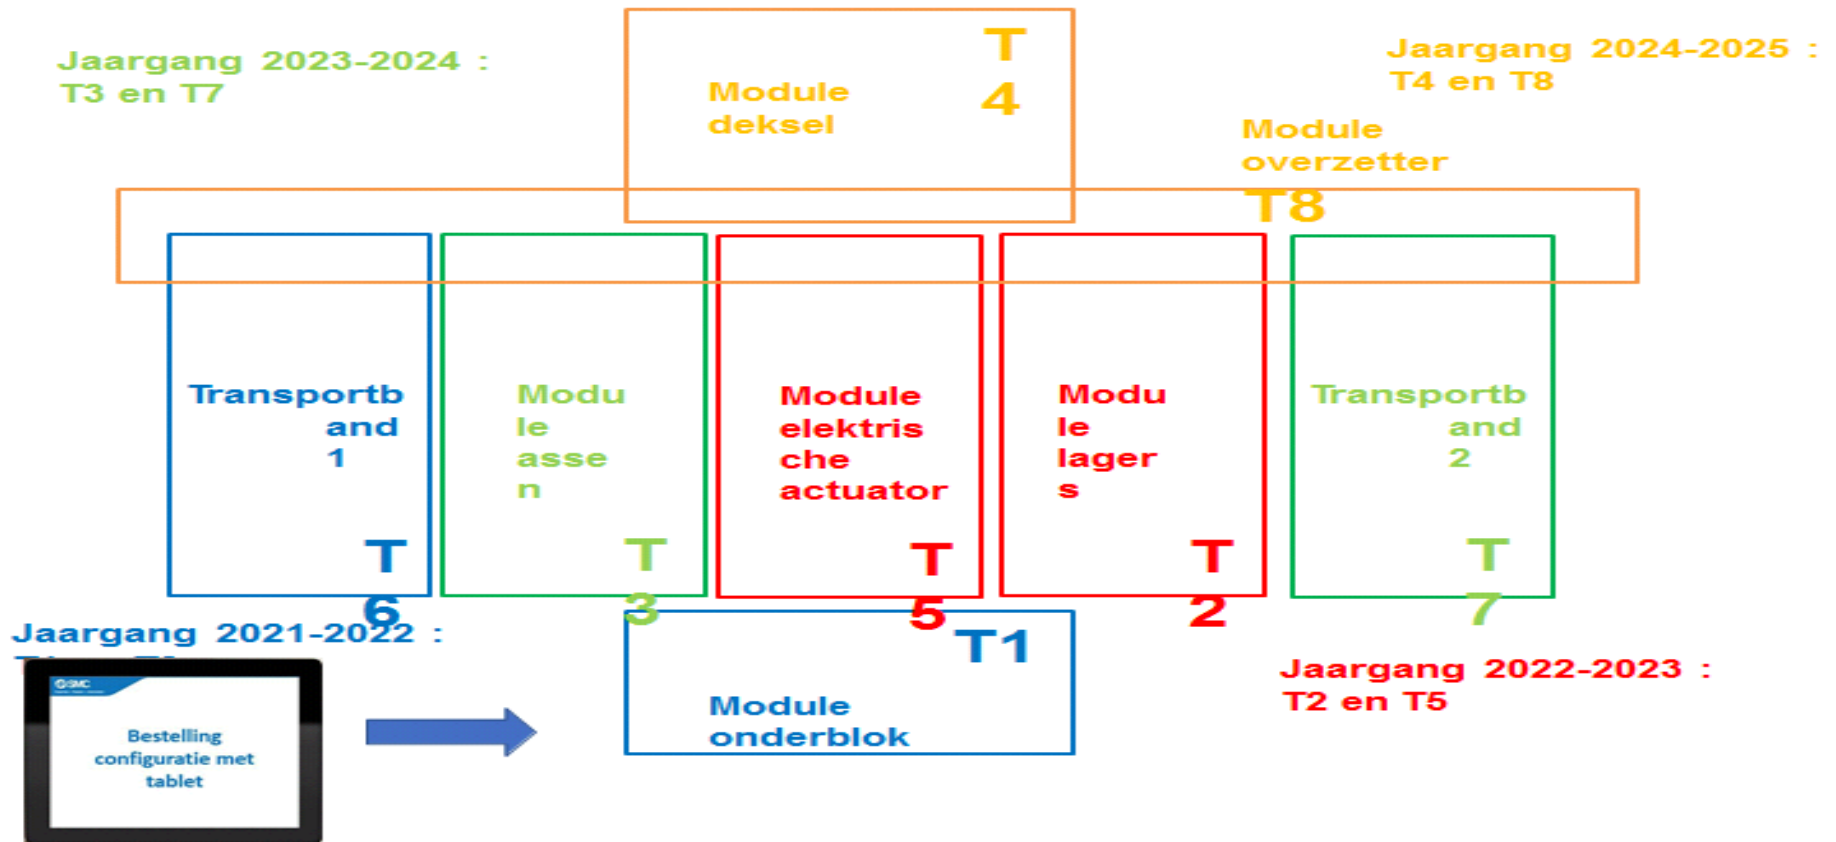 Jaargang 2023-2024 :
T3 en T7
T
4
Module
deksel
Jaargang 2024-2025 :
T4 en T8
Module
overzetter
T8
Transportb
and
1
T
6
Modu
le
asse
n
T
3
Module
elektris
che
actuator
T
5
Modu
le
lager
s
T
2
Transportb
and
2
T
7
Jaargang 2021-2022 :
SMC
Bestelling
configuratie met
tablet
T1
Module
onderblok
Jaargang 2022-2023 :
T2 en T5